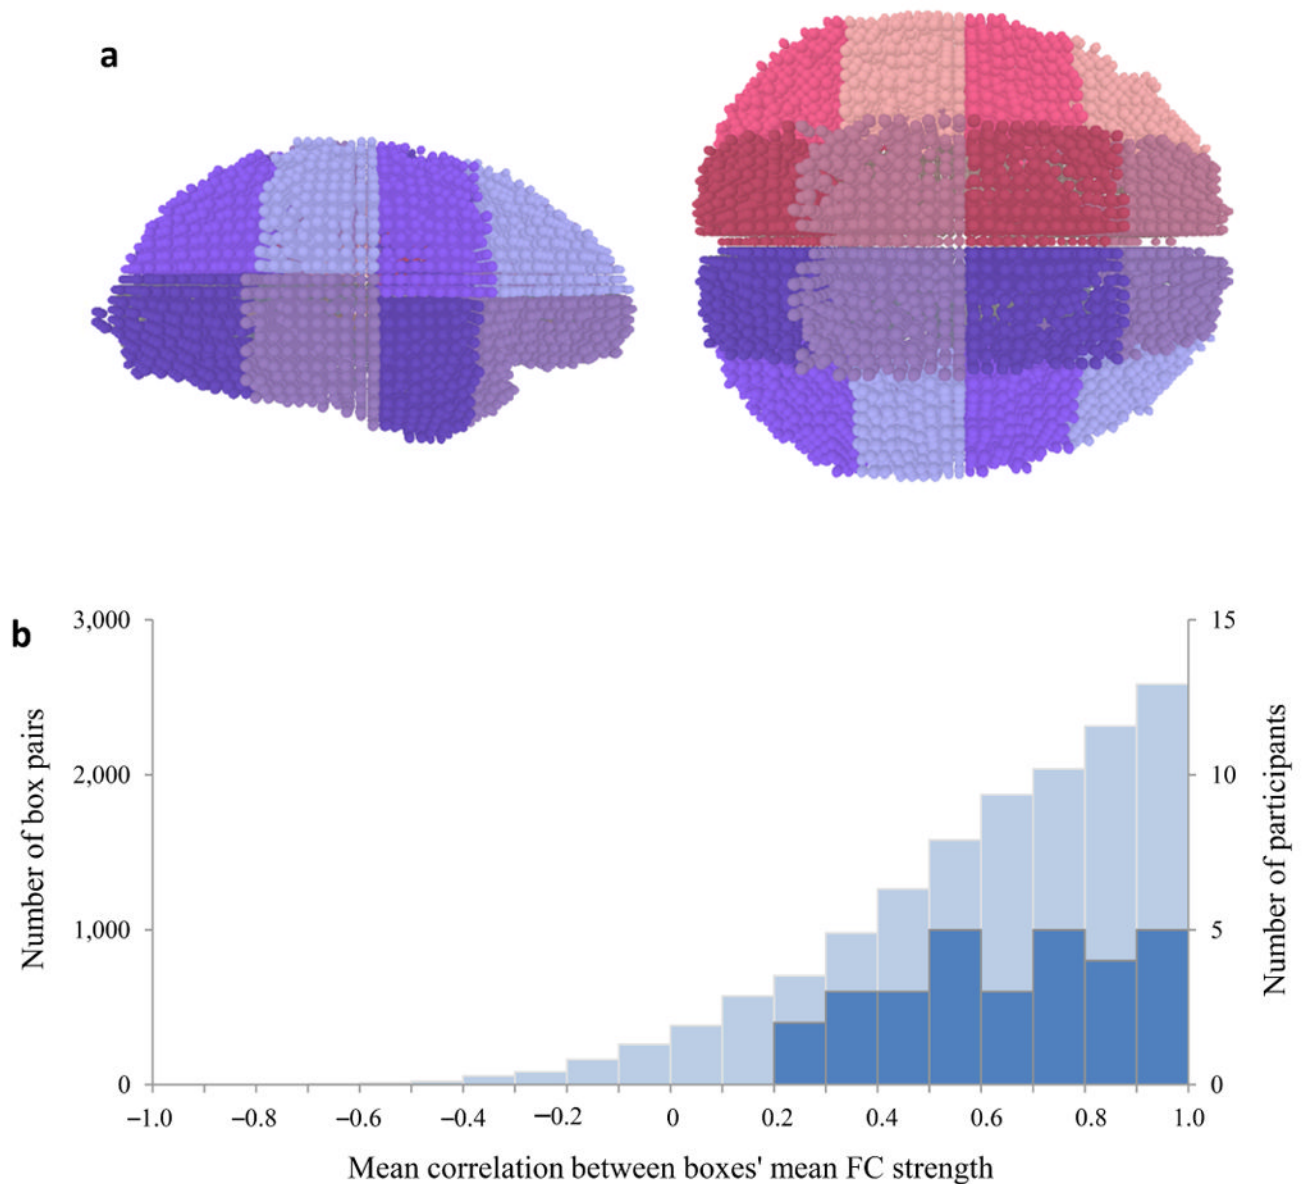 a
b
3,000
2,000
1,000
0
Number of box pairs
15
10
5
0
Number of participants
−1.0 −0.8 −0.6 −0.4 −0.2 0 0.2 0.4 0.6 0.8 1.0
Mean correlation between boxes' mean FC strength